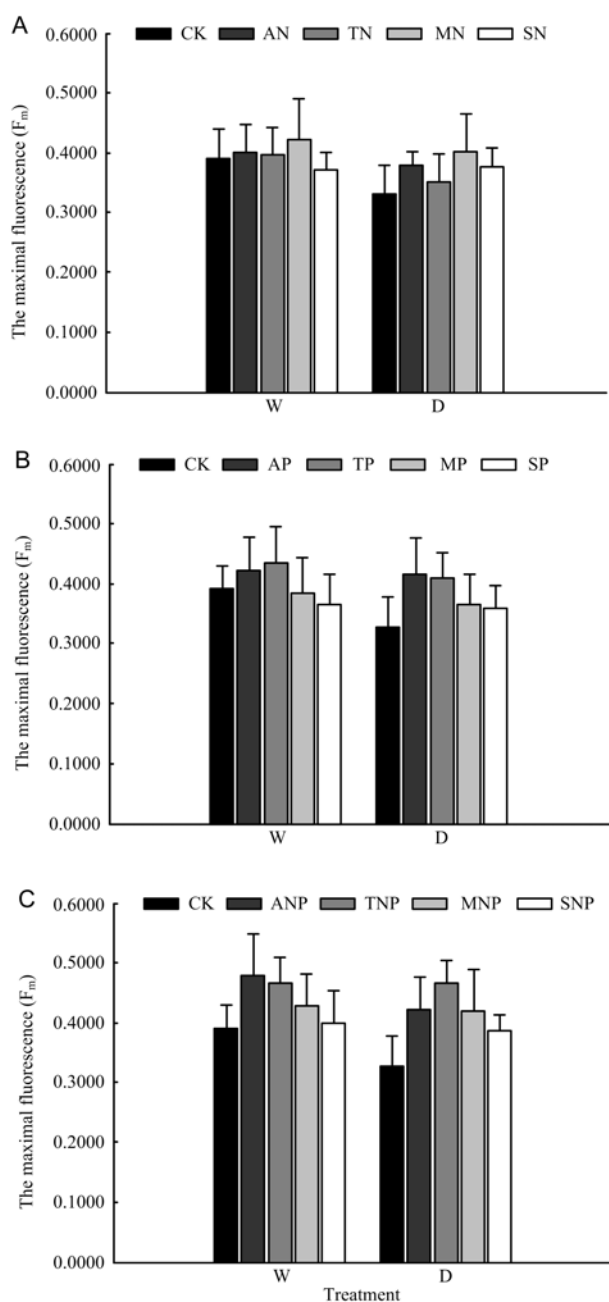 A
CK AN TN MN SN
The maximal fluorescence (Fm)
0.6000
0.5000
0.4000
0.3000
0.2000
0.1000
0.0000
W D
B
CK AP TP MP SP
The maximal fluorescence (Fm)
0.6000
0.5000
0.4000
0.3000
0.2000
0.1000
0.0000
W D
C
CK ANP TNP MNP SNP
The maximal fluorescence (Fm)
0.6000
0.5000
0.4000
0.3000
0.2000
0.1000
0.0000
W D
Treatment